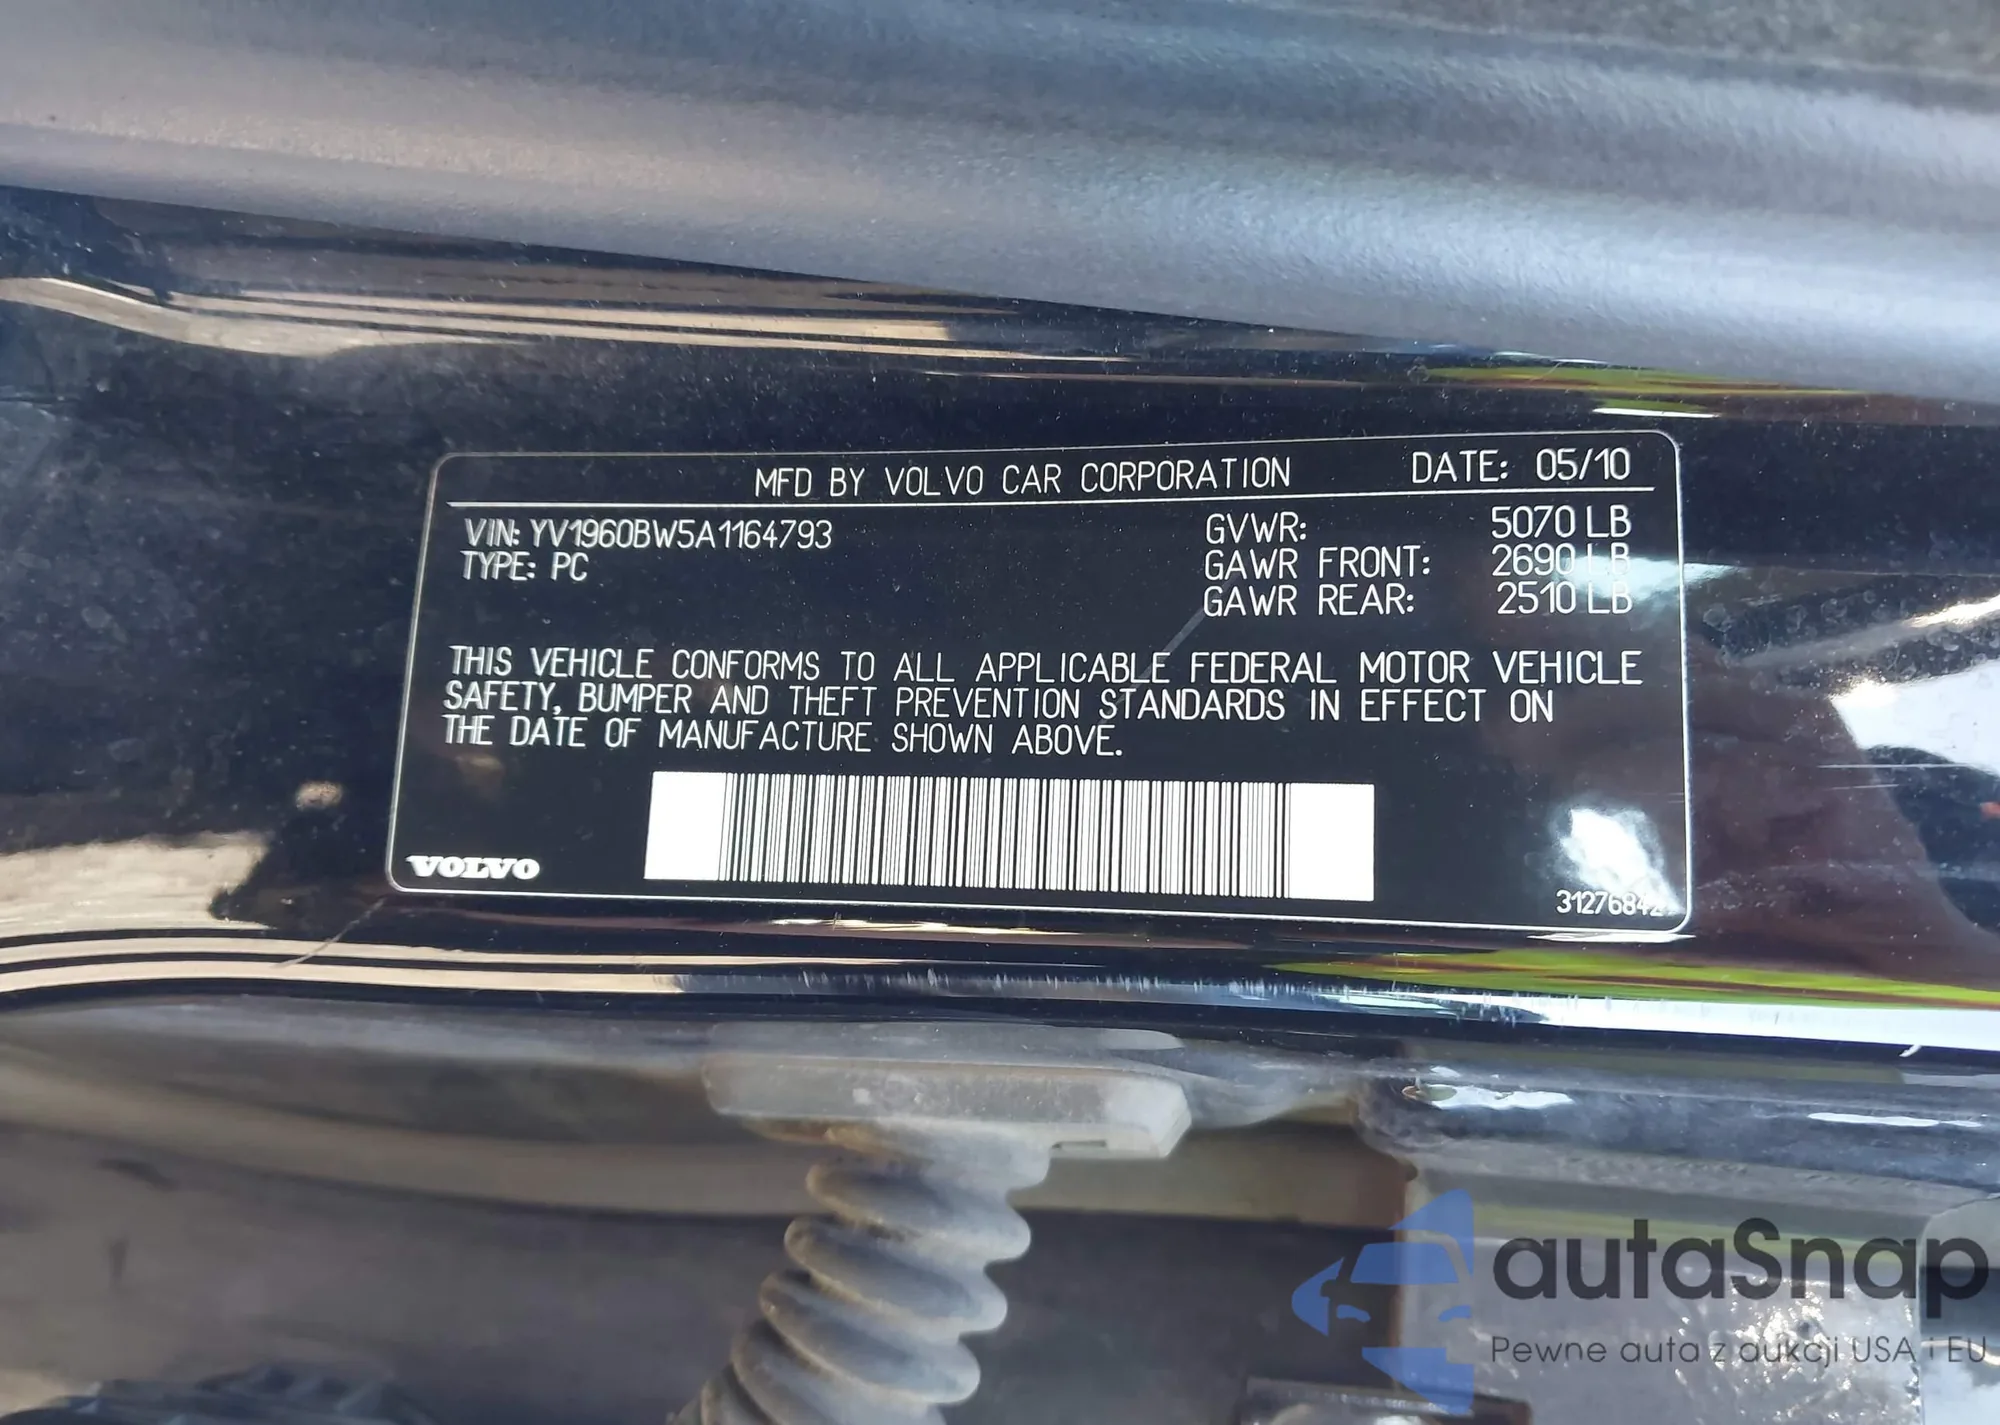 MFD BY VOLVO CAR CORPORATION DATE: 05/10
VIN: YV1960BW5A1164793 GVWR: 5070 LB
TYPE: PC GAWR FRONT: 2690 LB
GAWR REAR: 2510 LB
THIS VEHICLE CONFORMS TO ALL APPLICABLE FEDERAL MOTOR VEHICLE
SAFETY, BUMPER AND THEFT PREVENTION STANDARDS IN EFFECT ON
THE DATE OF MANUFACTURE SHOWN ABOVE.
VOLVO
31276842
autaSnap
Pewne auta z aukcji USA i EU